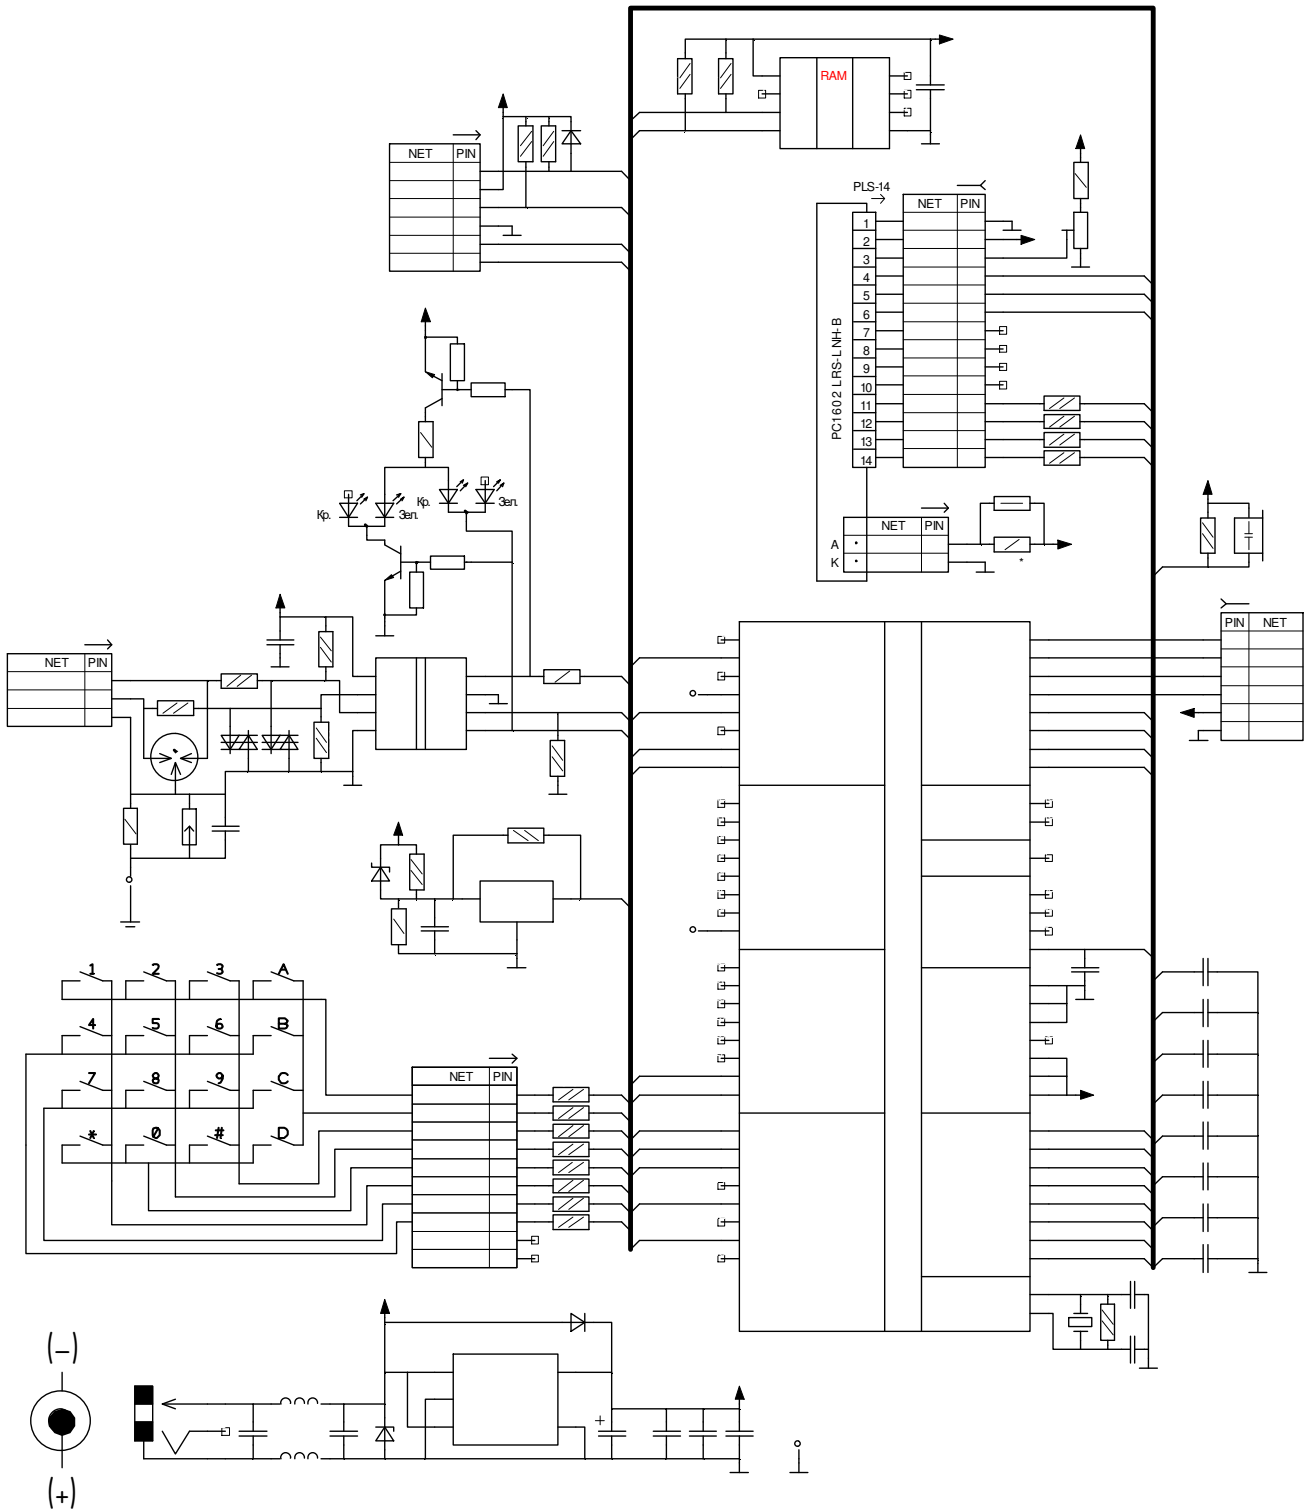 RAM
NET PIN
PLS-14
NET PIN
1
2
3
4
5
6
7
8
9
10
11
12
13
14
PC1602 LRS-LNH-B
Кр. Зел. Кр. Зел.
NET PIN
A
K
*
PIN NET
NET PIN
1 2 3 A
4 5 6 B
7 8 9 C
* 0 # D
NET PIN
(–)
(+)
+